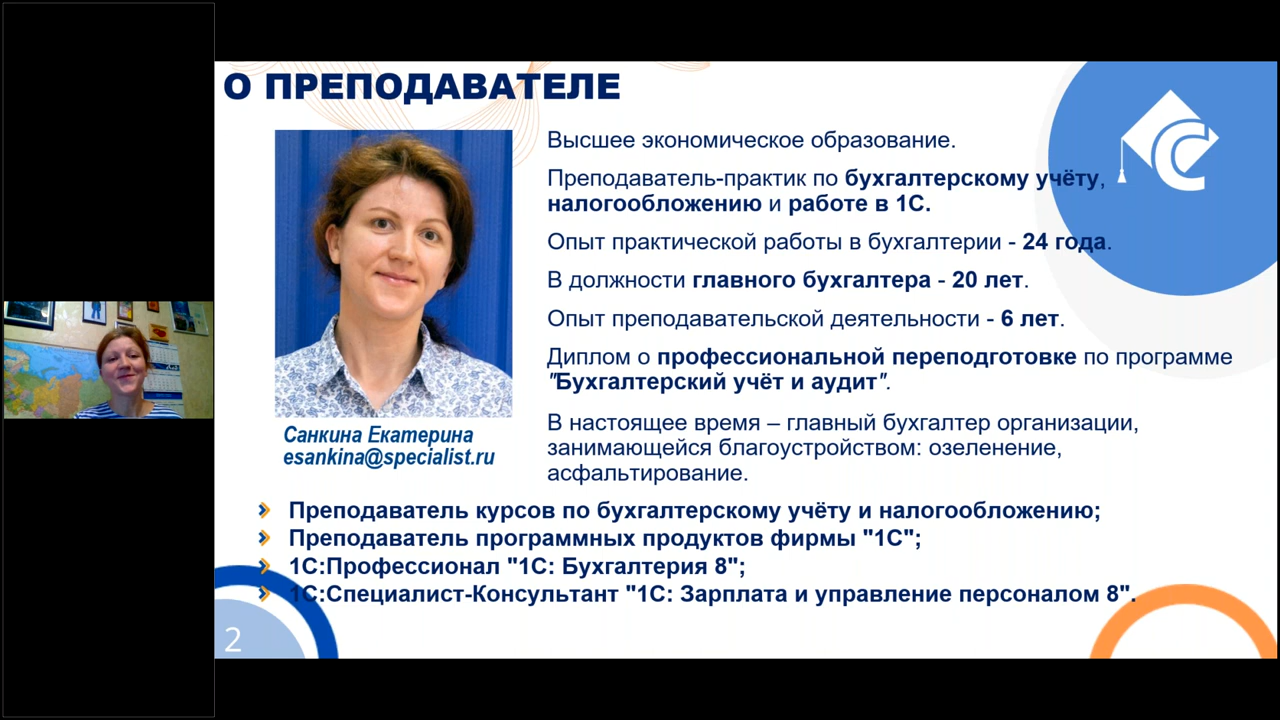 О ПРЕПОДАВАТЕЛЕ
Высшее экономическое образование.
Преподаватель-практик по бухгалтерскому учёту,
налогообложению и работе в 1С.
Опыт практической работы в бухгалтерии - 24 года.
В должности главного бухгалтера - 20 лет.
Опыт преподавательской деятельности - 6 лет.
Диплом о профессиональной переподготовке по программе
"Бухгалтерский учёт и аудит".
В настоящее время – главный бухгалтер организации,
занимающейся благоустройством: озеленение,
асфальтирование.
Санкина Екатерина
esankina@specialist.ru
Преподаватель курсов по бухгалтерскому учёту и налогообложению;
Преподаватель программных продуктов фирмы "1С";
1С:Профессионал "1С: Бухгалтерия 8";
1С:Специалист-Консультант "1С: Зарплата и управление персоналом 8".
2